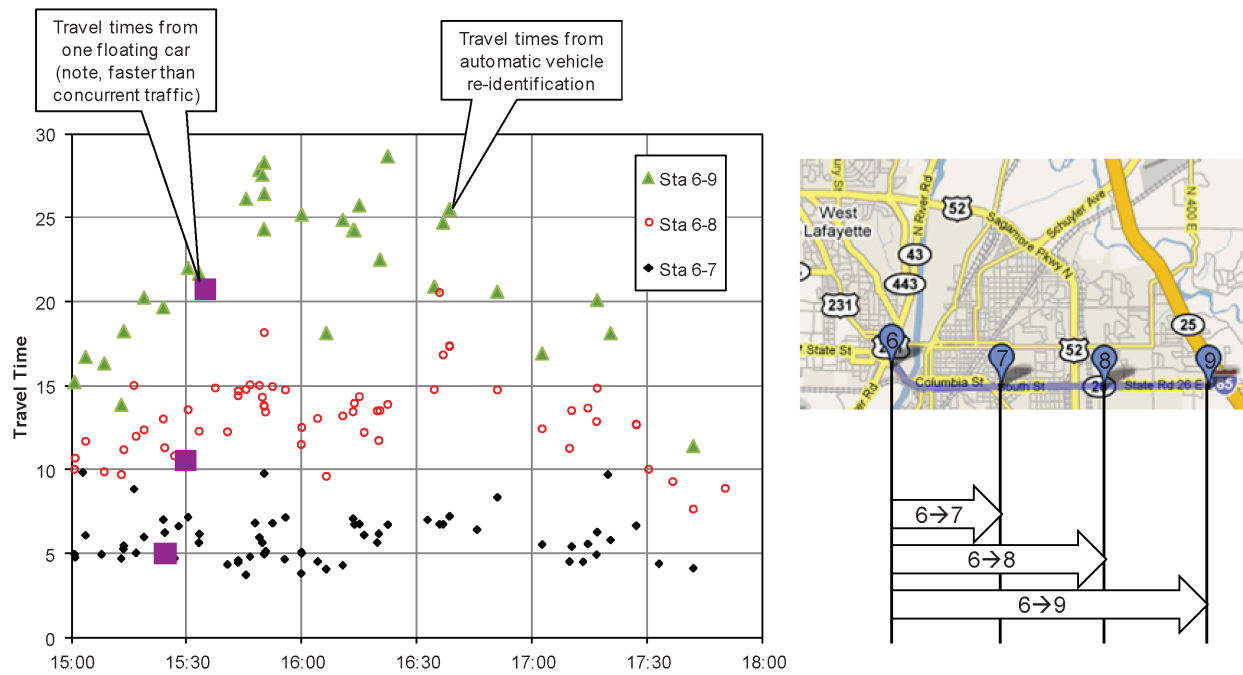 Travel times from
one floating car
(note, faster than
concurrent traffic)
Travel times from
automatic vehicle
re-identification
30
25
20
15
10
5
0
Travel Time
15:00
15:30
16:00
16:30
17:00
17:30
18:00
Sta 6-9
Sta 6-8
Sta 6-7
West
Lafayette
N River Rd
52
Sagamore Pkwy N
Schuyler Ave
N 400 E
43
443
231
25
State St
6
7
52
8
9
Columbia St
South St
26
State Rd 26 E
65
6→7
6→8
6→9